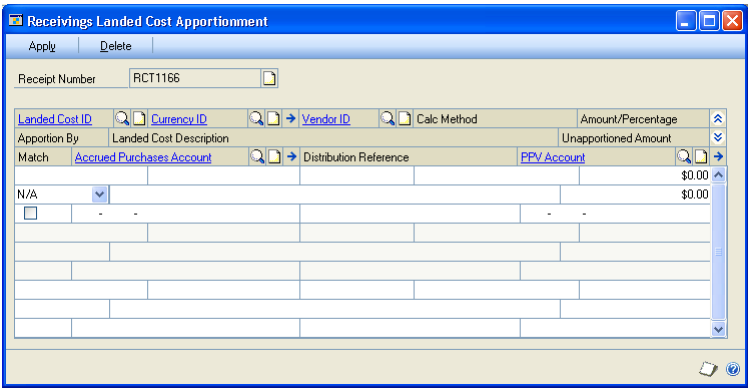 Receivings Landed Cost Apportionment
Apply Delete
Receipt Number RCT1166
Landed Cost ID Currency ID Vendor ID Calc Method Amount/Percentage
Apportion By Landed Cost Description Unapportioned Amount
Match Accrued Purchases Account Distribution Reference PPV Account
$0.00
N/A $0.00
- - - -